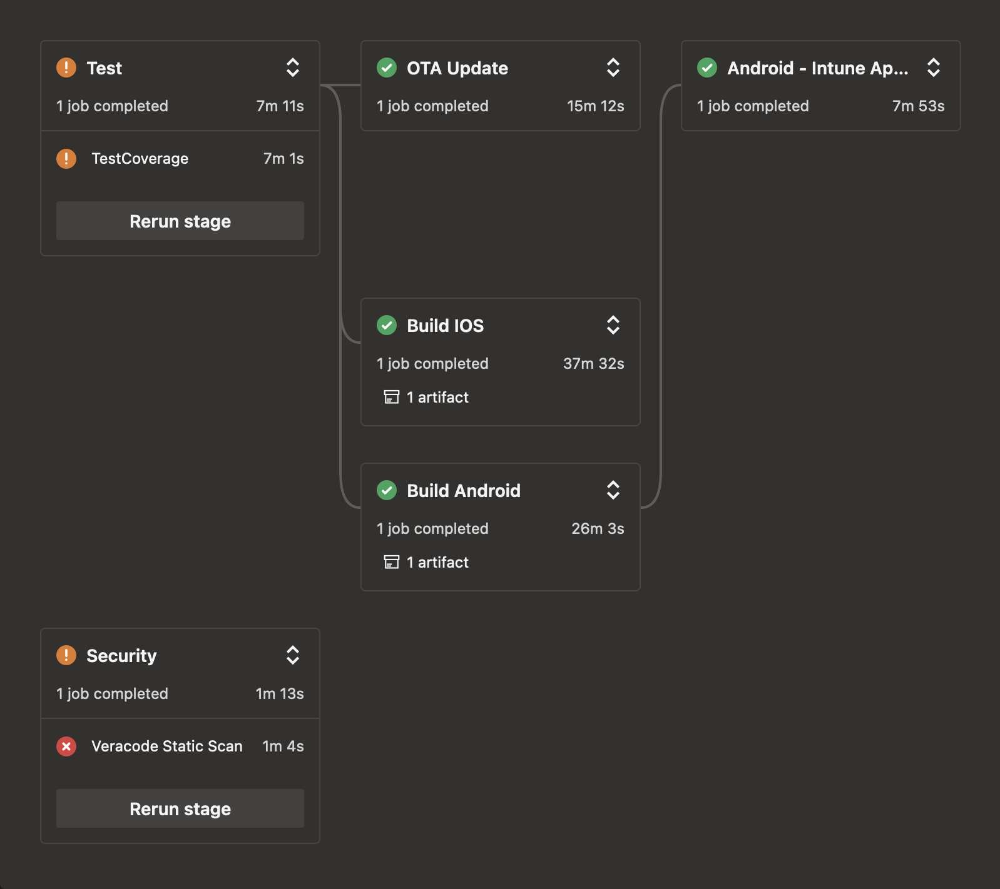 Test
1 job completed 7m 11s
TestCoverage 7m 1s
Rerun stage
OTA Update
1 job completed 15m 12s
Android - Intune Ap...
1 job completed 7m 53s
Build IOS
1 job completed 37m 32s
1 artifact
Build Android
1 job completed 26m 3s
1 artifact
Security
1 job completed 1m 13s
Veracode Static Scan 1m 4s
Rerun stage